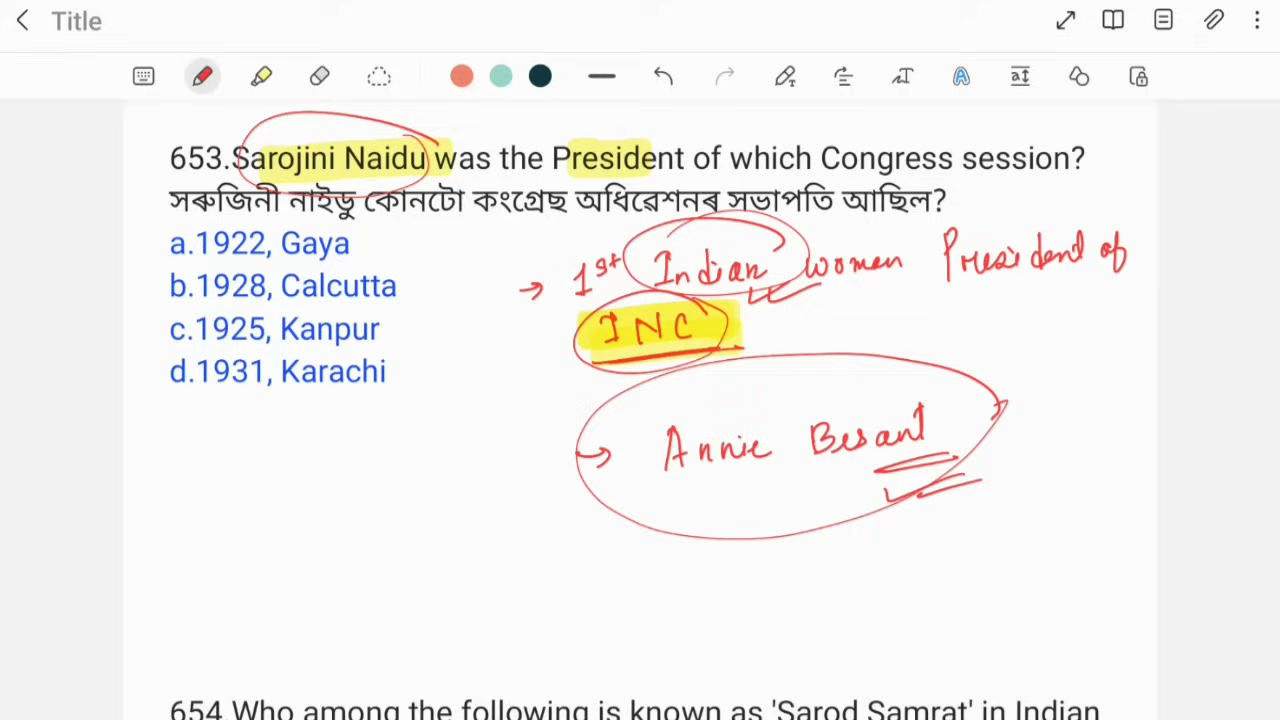 Title
653.Sarojini Naidu was the President of which Congress session?
সৰুজিনী নাইডু কোনটো কংগ্ৰেছ অধিৱেশনৰ সভাপতি আছিল?
a.1922, Gaya
b.1928, Calcutta
c.1925, Kanpur
d.1931, Karachi
→ 1st Indian women President of
INC
→ Annie Besant
654.Who among the following is known as 'Sarod Samrat' in Indian